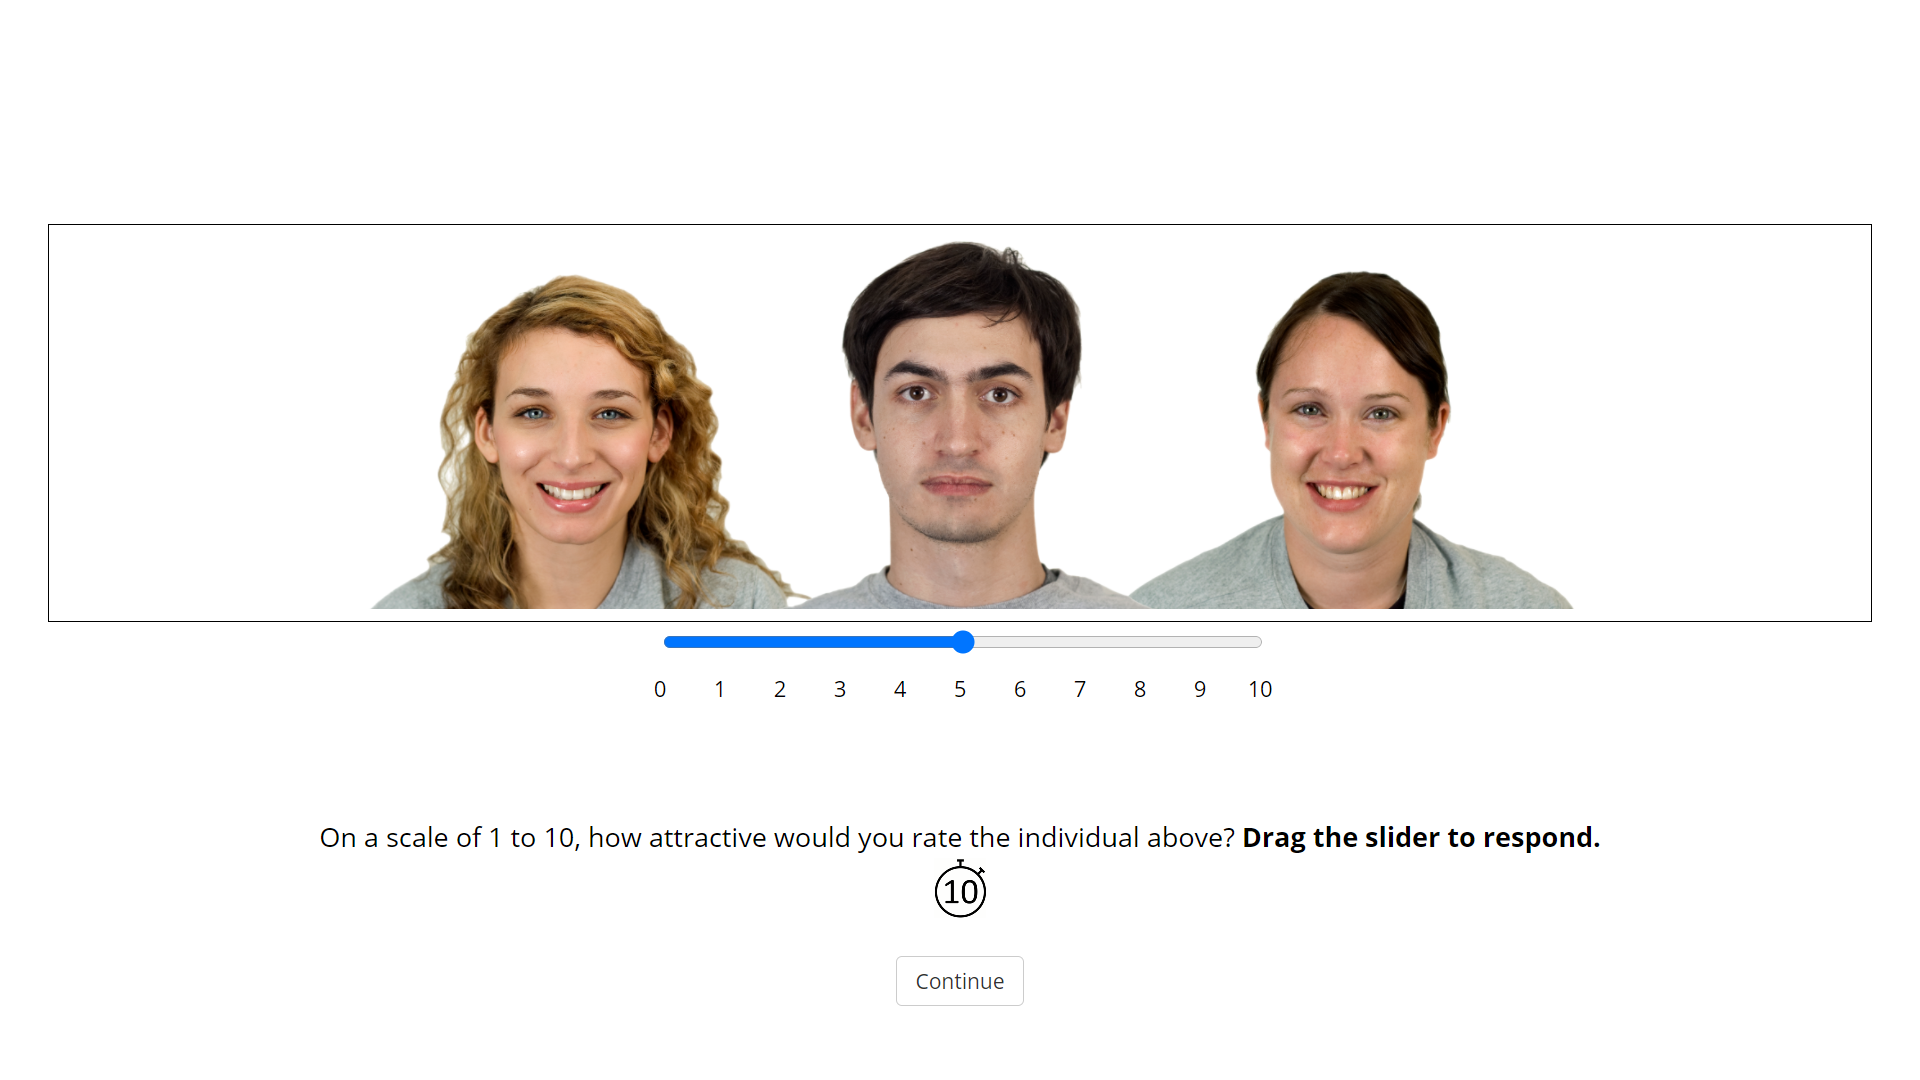 0 1 2 3 4 5 6 7 8 9 10
On a scale of 1 to 10, how attractive would you rate the individual above? Drag the slider to respond.
10
Continue